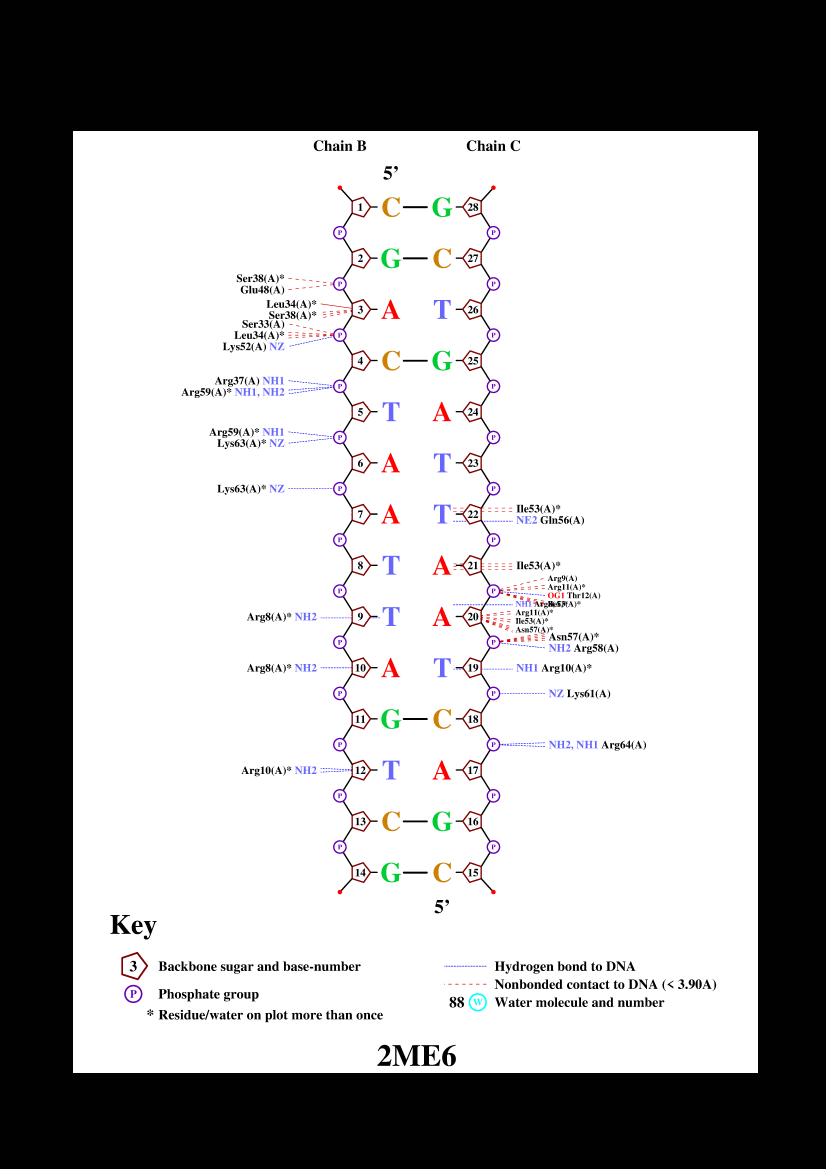 Chain B Chain C
5’
1 C G 28
P P
2 G C 27
Ser38(A)*
Glu48(A)
P P
Leu34(A)*
3 A T 26
Ser38(A)*
Ser33(A)
Leu34(A)*
P P
Lys52(A) NZ
4 C G 25
Arg37(A) NH1
P P
Arg59(A)* NH1, NH2
5 T A 24
Arg59(A)* NH1
P P
Lys63(A)* NZ
6 A T 23
Lys63(A)* NZ P P
Ile53(A)*
7 A T 22
NE2 Gln56(A)
P P
8 T A 21 Ile53(A)*
Arg9(A)
Arg11(A)*
P P
OG1 Thr12(A)
NH1
Arg11(A)*
Arg8(A)* NH2 9 T A 20
Ile53(A)*
Asn57(A)*
Asn57(A)*
P P
NH2 Arg58(A)
Arg8(A)* NH2 10 A T 19 NH1 Arg10(A)*
P P NZ Lys61(A)
11 G C 18
P P NH2, NH1 Arg64(A)
Arg10(A)* NH2 12 T A 17
P P
13 C G 16
P P
14 G C 15
5’
Key
3 Backbone sugar and base-number
P Phosphate group
* Residue/water on plot more than once
Hydrogen bond to DNA
Nonbonded contact to DNA (< 3.90A)
88 W Water molecule and number
2ME6